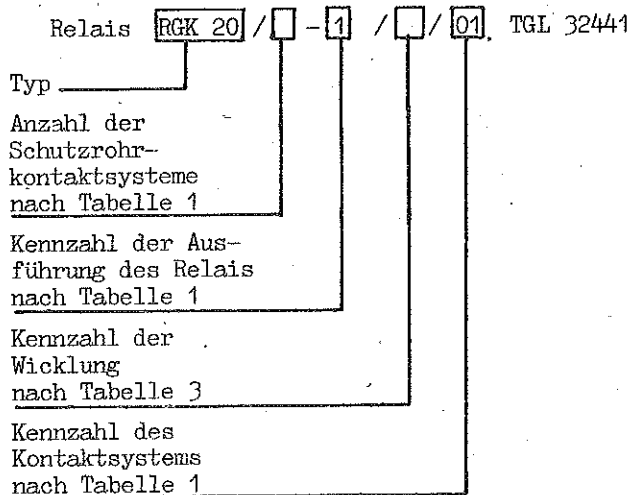 Relais RGK 20 / - 1 / / 01. TGL 32441
Typ
Anzahl der
Schutzrohr-
kontaktsysteme
nach Tabelle 1
Kennzahl der Aus-
führung des Relais
nach Tabelle 1
Kennzahl der
Wicklung
nach Tabelle 3
Kennzahl des
Kontaktsystems
nach Tabelle 1